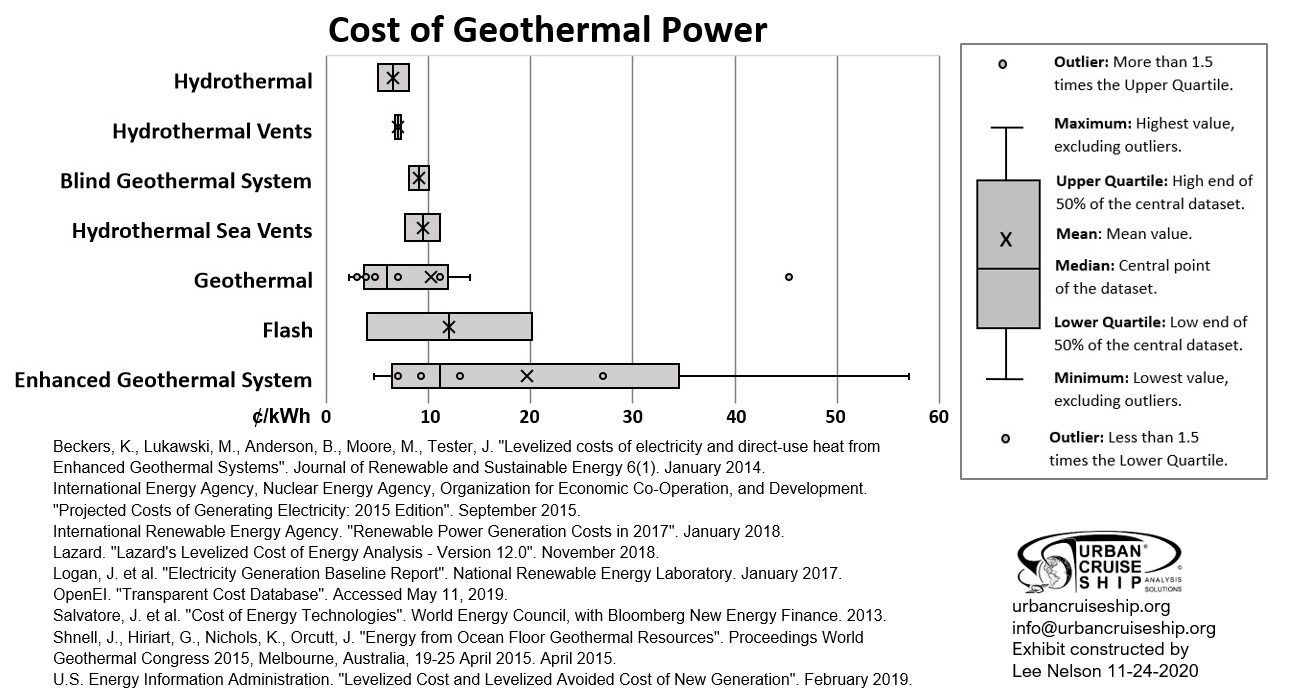 Cost of Geothermal Power
Hydrothermal
Hydrothermal Vents
Blind Geothermal System
Hydrothermal Sea Vents
Geothermal
Flash
Enhanced Geothermal System
¢/kWh 0 10 20 30 40 50 60
Outlier: More than 1.5
times the Upper Quartile.
Maximum: Highest value,
excluding outliers.
Upper Quartile: High end of
50% of the central dataset.
X Mean: Mean value.
Median: Central point
of the dataset.
Lower Quartile: Low end of
50% of the central dataset.
Minimum: Lowest value,
excluding outliers.
Outlier: Less than 1.5
times the Lower Quartile.
Beckers, K., Lukawski, M., Anderson, B., Moore, M., Tester, J. "Levelized costs of electricity and direct-use heat from
Enhanced Geothermal Systems". Journal of Renewable and Sustainable Energy 6(1). January 2014.
International Energy Agency, Nuclear Energy Agency, Organization for Economic Co-Operation, and Development.
"Projected Costs of Generating Electricity: 2015 Edition". September 2015.
International Renewable Energy Agency. "Renewable Power Generation Costs in 2017". January 2018.
Lazard. "Lazard's Levelized Cost of Energy Analysis - Version 12.0". November 2018.
Logan, J. et al. "Electricity Generation Baseline Report". National Renewable Energy Laboratory. January 2017.
OpenEI. "Transparent Cost Database". Accessed May 11, 2019.
Salvatore, J. et al. "Cost of Energy Technologies". World Energy Council, with Bloomberg New Energy Finance. 2013.
Shnell, J., Hiriart, G., Nichols, K., Orcutt, J. "Energy from Ocean Floor Geothermal Resources". Proceedings World
Geothermal Congress 2015, Melbourne, Australia, 19-25 April 2015. April 2015.
U.S. Energy Information Administration. "Levelized Cost and Levelized Avoided Cost of New Generation". February 2019.
URBAN®
CRUISE
SHIP ANALYSIS
SOLUTIONS
urbancruiseship.org
info@urbancruiseship.org
Exhibit constructed by
Lee Nelson 11-24-2020